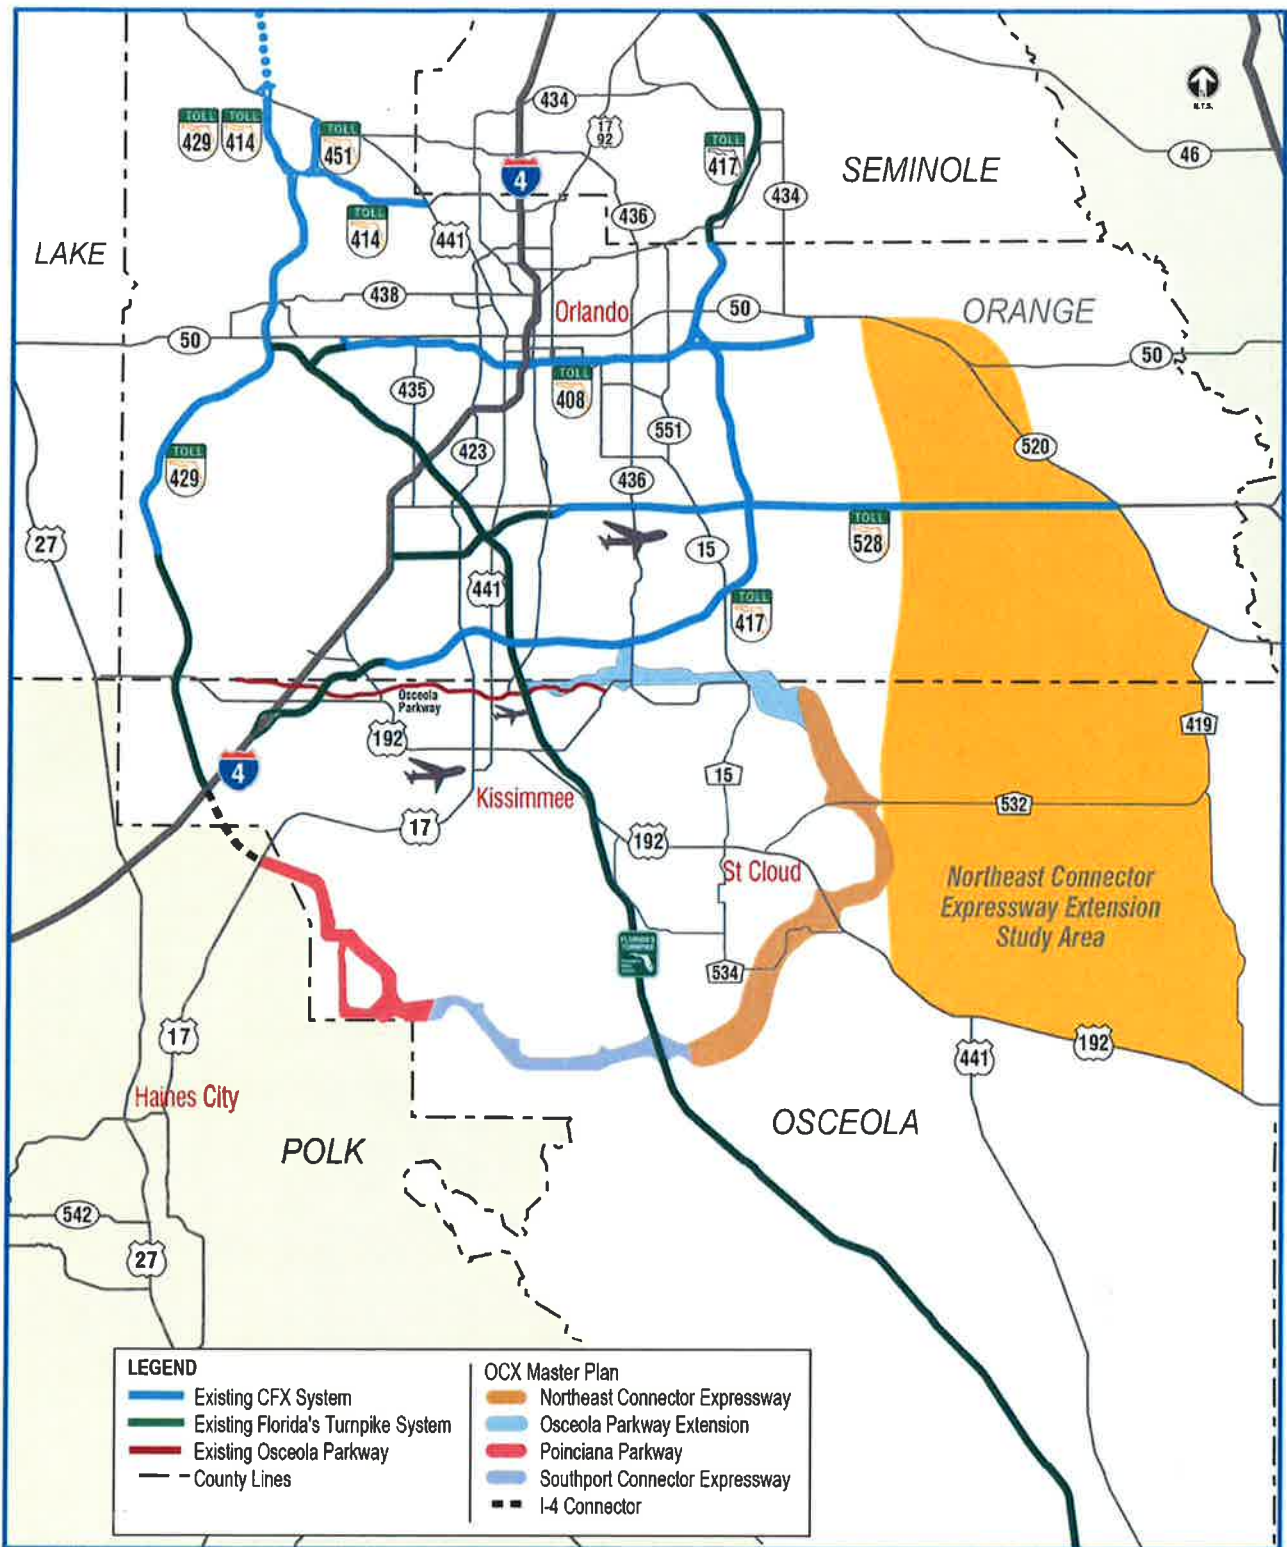 N.T.S.
434
17
92
TOLL
429
TOLL
414
TOLL
451
TOLL
417
46
4
SEMINOLE
434
436
TOLL
414
441
LAKE
438
Orlando
50
ORANGE
50
50
435
TOLL
408
551
423
520
TOLL
429
436
27
15
TOLL
528
441
TOLL
417
Osceola
Parkway
192
419
4
15
Kissimmee
532
17
192
St Cloud
Northeast Connector
Expressway Extension
Study Area
FLORIDA'S
TURNPIKE
534
17
441
192
Haines City
OSCEOLA
POLK
542
27
LEGEND
Existing CFX System
Existing Florida's Turnpike System
Existing Osceola Parkway
County Lines
OCX Master Plan
Northeast Connector Expressway
Osceola Parkway Extension
Poinciana Parkway
Southport Connector Expressway
I-4 Connector